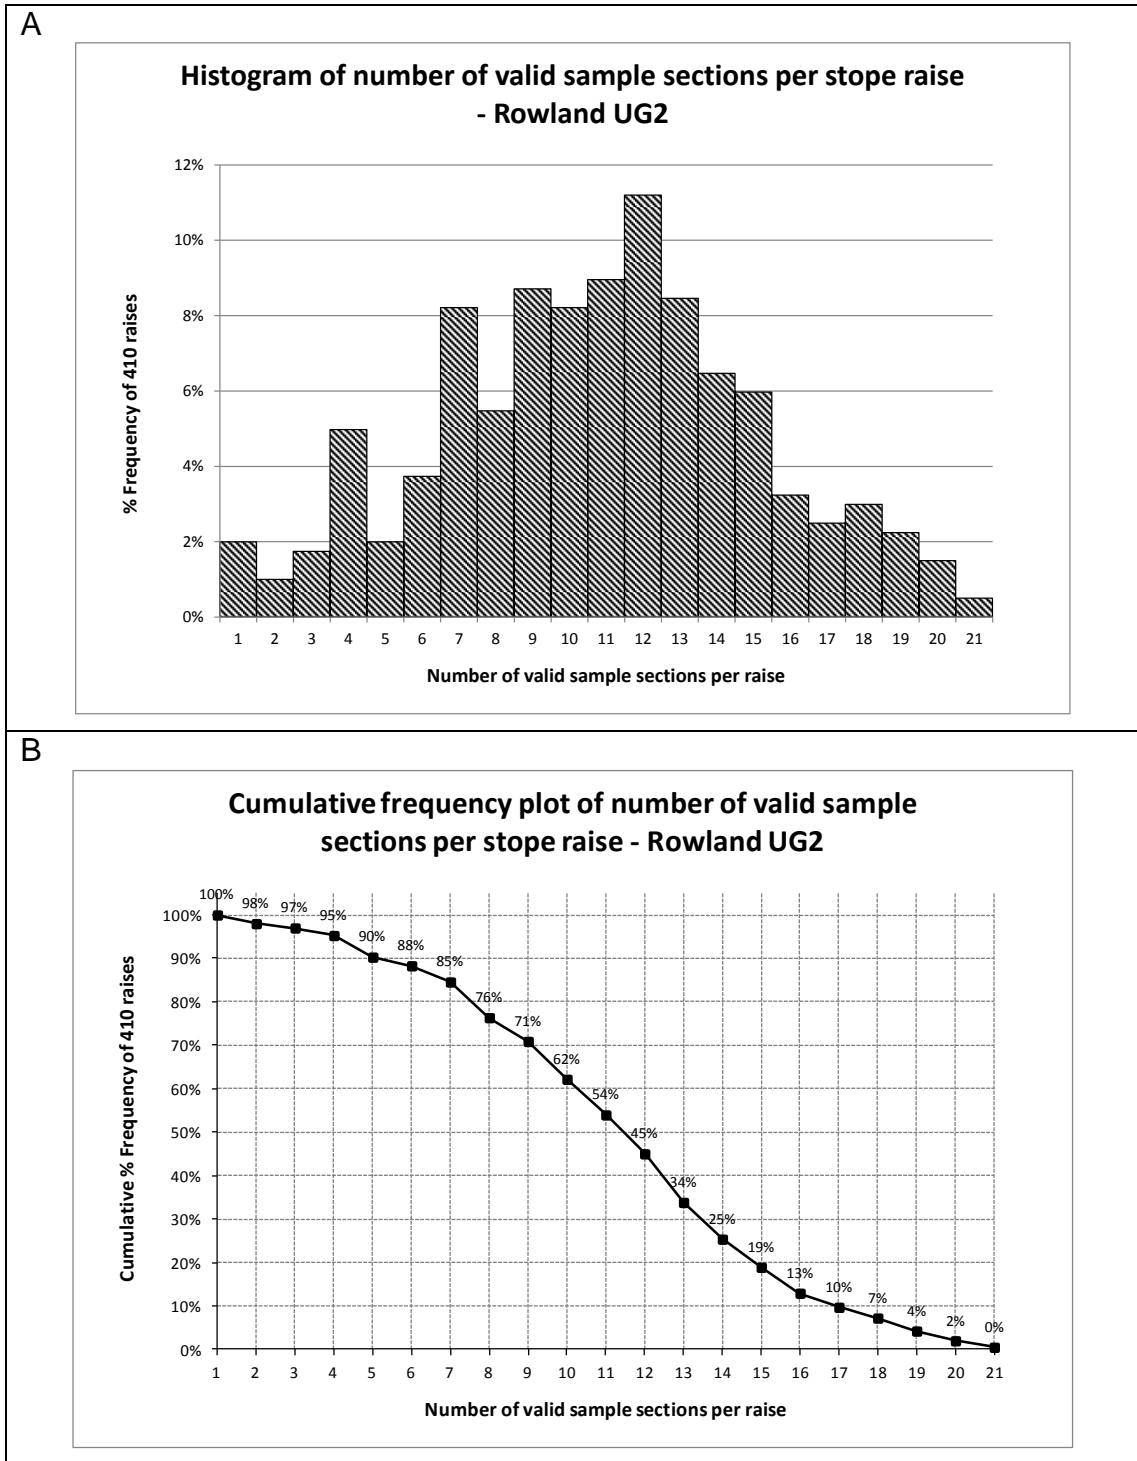 A
Histogram of number of valid sample sections per stope raise
- Rowland UG2
12%
10%
8%
6%
4%
2%
0%
% Frequency of 410 raises
1 2 3 4 5 6 7 8 9 10 11 12 13 14 15 16 17 18 19 20 21
Number of valid sample sections per raise
B
Cumulative frequency plot of number of valid sample
sections per stope raise - Rowland UG2
100% 98% 97% 95% 90% 88% 85% 76% 71% 62% 54% 45% 34% 25% 19% 13% 10% 7% 4% 2% 0%
100%
90%
80%
70%
60%
50%
40%
30%
20%
10%
0%
Cumulative % Frequency of 410 raises
1 2 3 4 5 6 7 8 9 10 11 12 13 14 15 16 17 18 19 20 21
Number of valid sample sections per raise